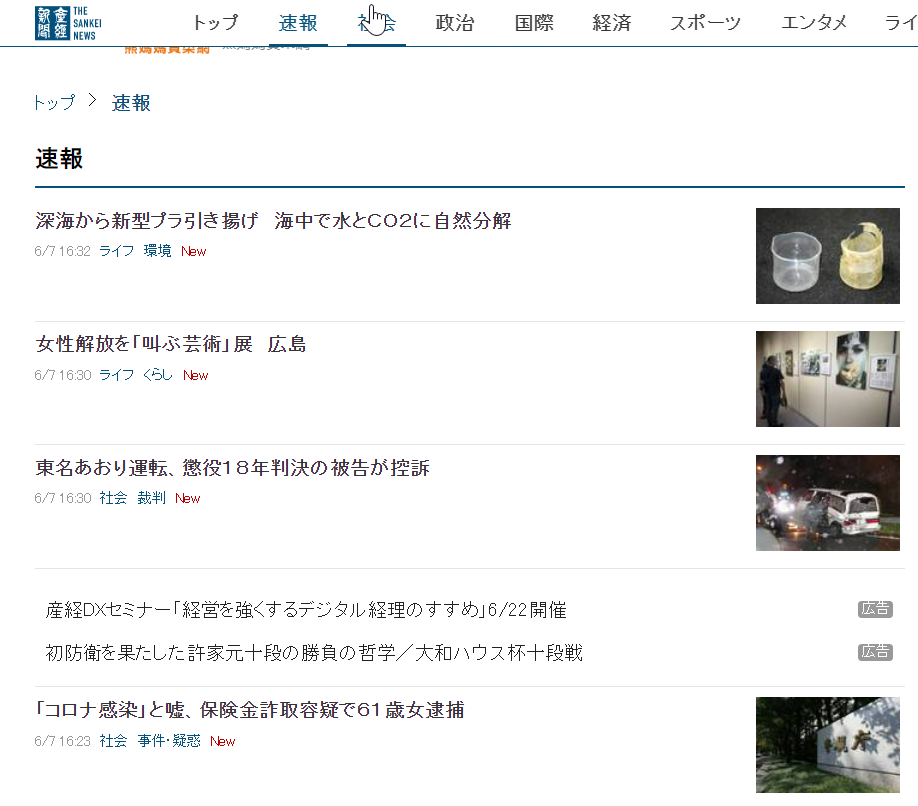 産経新聞 THE SANKEI NEWS
トップ 速報 政治 国際 経済 スポーツ エンタメ ライ
トップ > 速報
速報
深海から新型プラ引き揚げ　海中で水とCO2に自然分解
6/7 16:32 ライフ 環境 New
女性解放を「叫ぶ芸術」展　広島
6/7 16:30 ライフ くらし New
東名あおり運転、懲役１８年判決の被告が控訴
6/7 16:30 社会 裁判 New
産経DXセミナー「経営を強くするデジタル経理のすすめ」6/22開催 広告
初防衛を果たした許家元十段の勝負の哲学／大和ハウス杯十段戦 広告
「コロナ感染」と嘘、保険金詐取容疑で６１歳女逮捕
6/7 16:23 社会 事件・疑惑 New